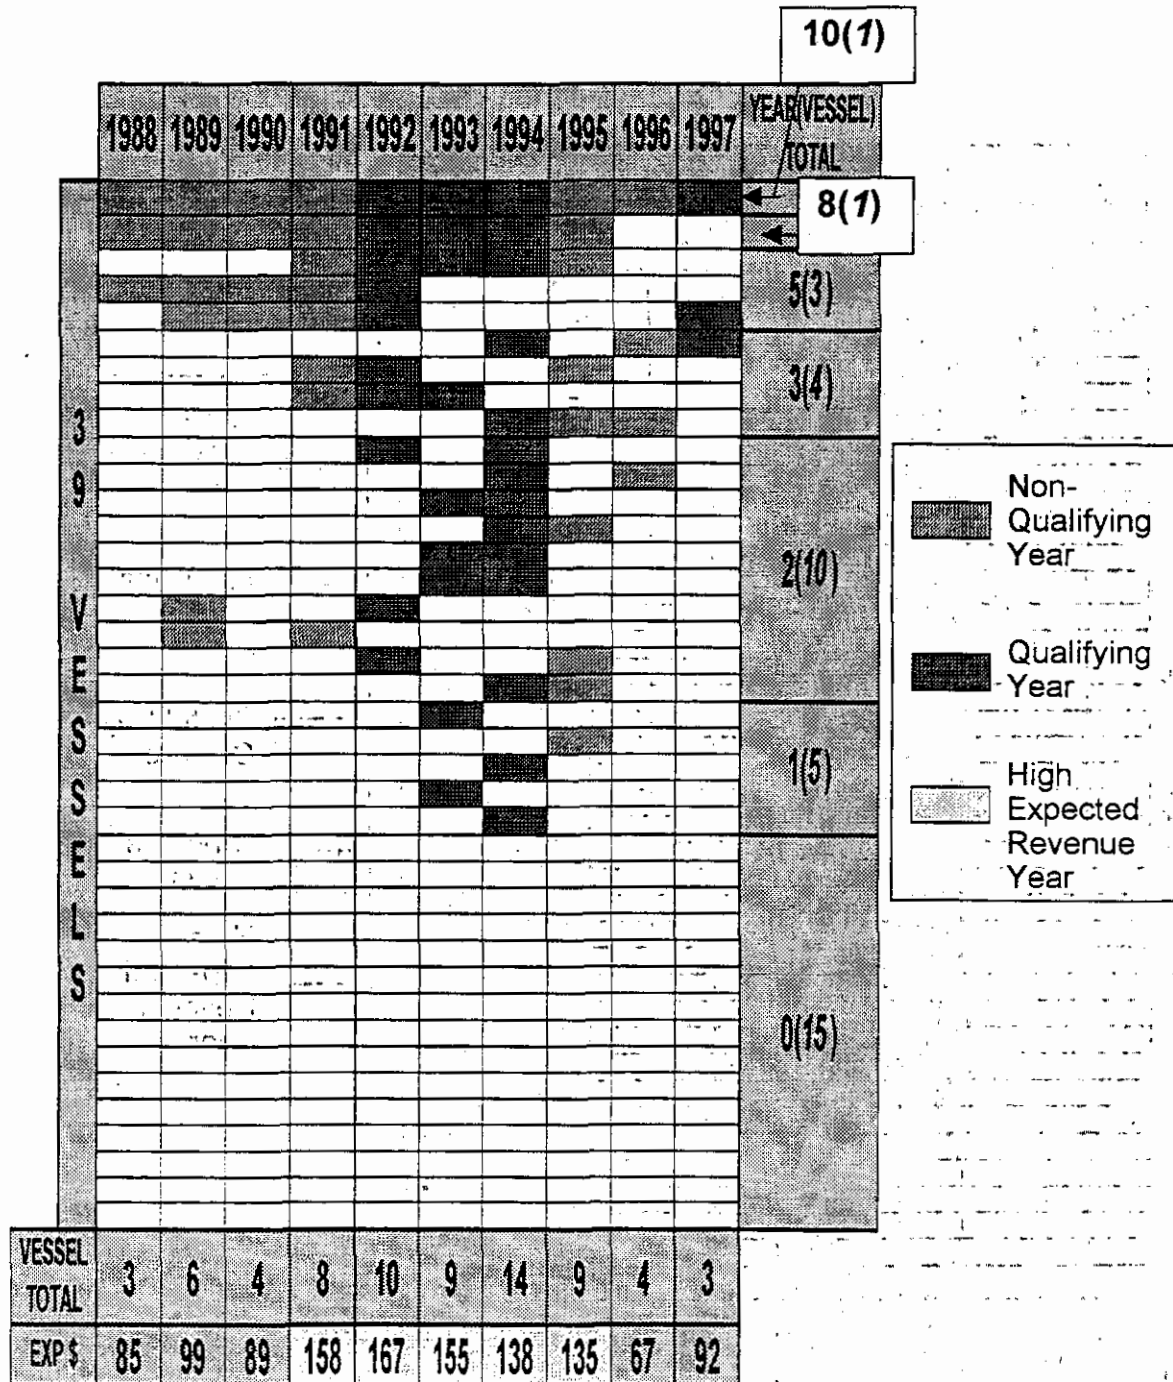 10(1)
1988 1989 1990 1991 1992 1993 1994 1995 1996 1997 YEAR(VESSEL)
TOTAL
8(1)
5(3)
3(4)
2(10)
1(5)
0(15)
39 VESSELS
Non-
Qualifying
Year
Qualifying
Year
High
Expected
Revenue
Year
VESSEL
TOTAL 3 6 4 8 10 9 14 9 4 3
EXP $ 85 99 89 158 167 155 138 135 67 92